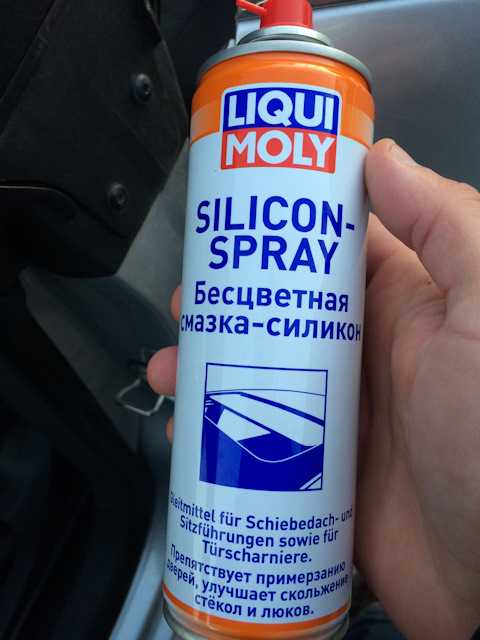 LIQUI
MOLY
SILICON-
SPRAY
Бесцветная
смазка-силикон
Gleitmittel für Schiebedach- und
Sitzführungen sowie für
Türscharniere.
Препятствует примерзанию
дверей, улучшает скольжение
стёкол и люков.